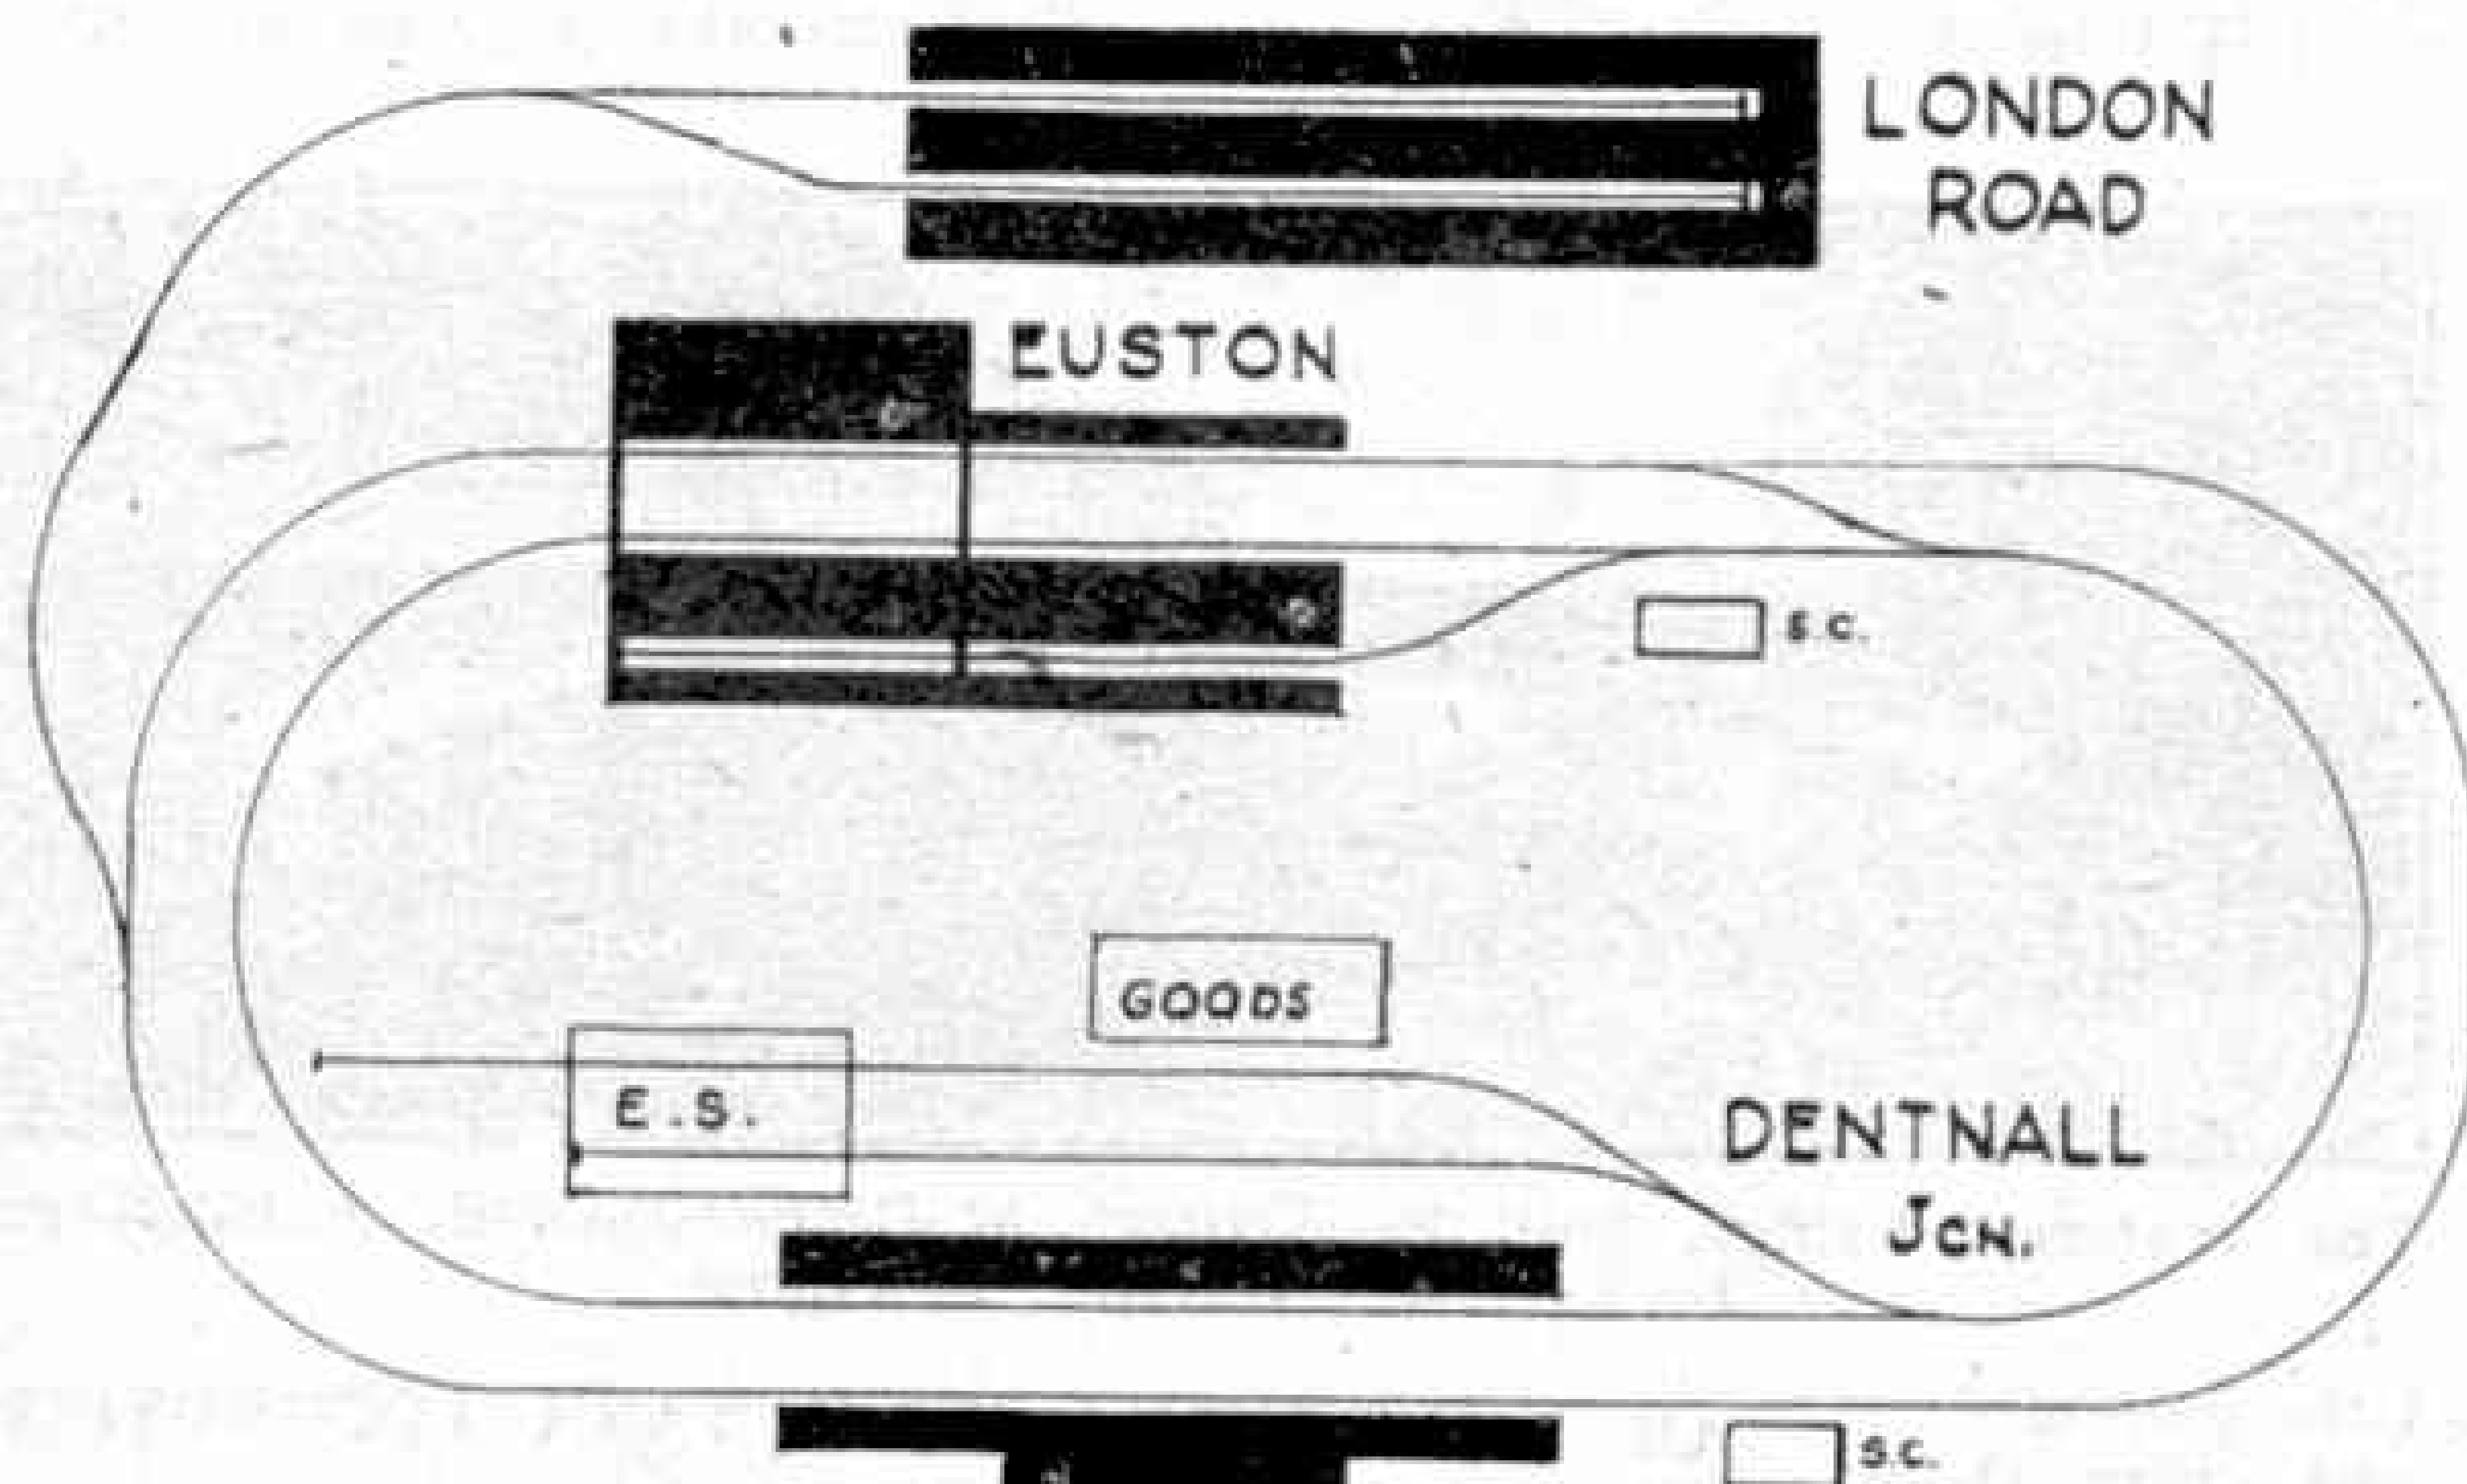 LONDON
ROAD
EUSTON
S.C.
GOODS
E.S.
DENTNALL
JCN.
S.C.